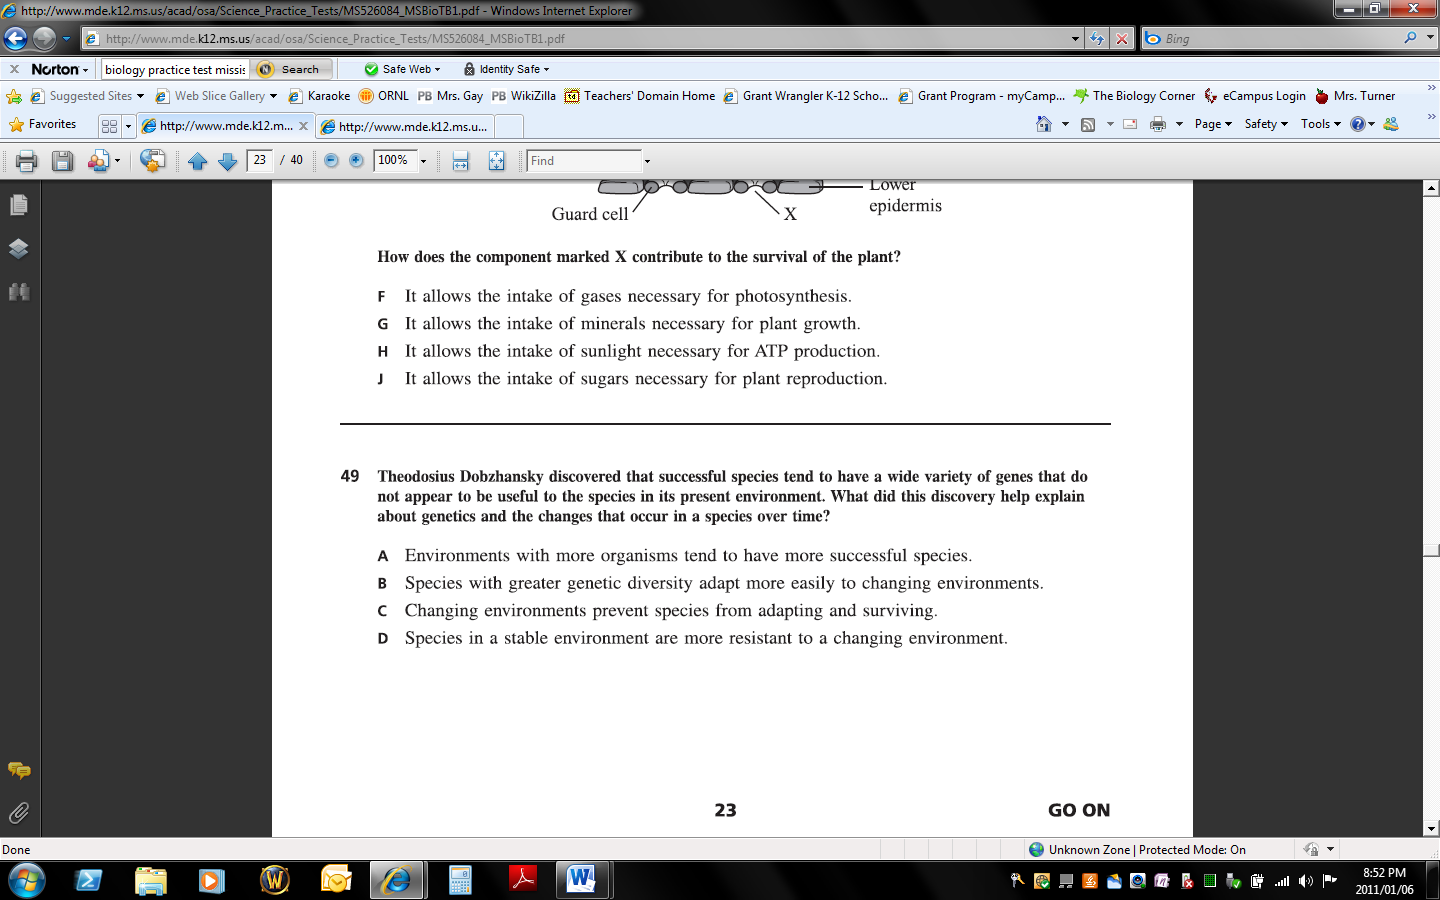 http://www.mde.k12.ms.us/acad/osa/Science_Practice_Tests/MS526084_MSBioTB1.pdf - Windows Internet Explorer
http://www.mde.k12.ms.us/acad/osa/Science_Practice_Tests/MS526084_MSBioTB1.pdf
Bing
X Norton biology practice test missis Search Safe Web Identity Safe
Suggested Sites Web Slice Gallery Karaoke ORNL PB Mrs. Gay PB WikiZilla td Teachers' Domain Home Grant Wrangler K-12 Scho... Grant Program - myCamp... The Biology Corner eCampus Login Mrs. Turner
Favorites http://www.mde.k12.m... X http://www.mde.k12.ms.u... Page Safety Tools
23 / 40 100% Find
Lower
epidermis
Guard cell X
How does the component marked X contribute to the survival of the plant?
F It allows the intake of gases necessary for photosynthesis.
G It allows the intake of minerals necessary for plant growth.
H It allows the intake of sunlight necessary for ATP production.
J It allows the intake of sugars necessary for plant reproduction.
49 Theodosius Dobzhansky discovered that successful species tend to have a wide variety of genes that do
not appear to be useful to the species in its present environment. What did this discovery help explain
about genetics and the changes that occur in a species over time?
A Environments with more organisms tend to have more successful species.
B Species with greater genetic diversity adapt more easily to changing environments.
C Changing environments prevent species from adapting and surviving.
D Species in a stable environment are more resistant to a changing environment.
23 GO ON
Done Unknown Zone | Protected Mode: On
8:52 PM
2011/01/06